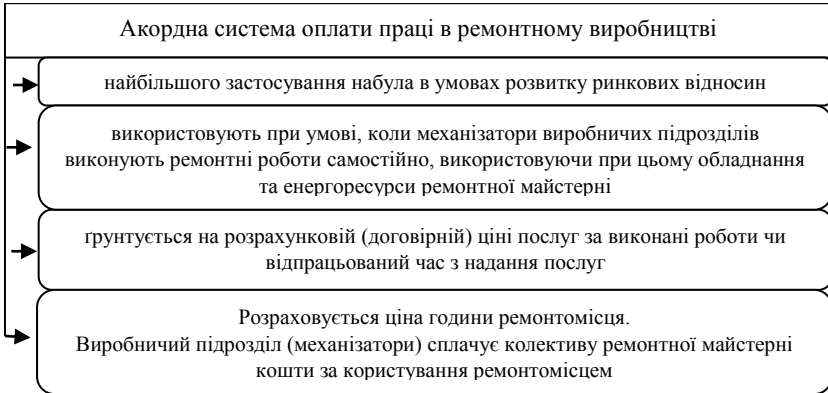 Акордна система оплати праці в ремонтному виробництві
найбільшого застосування набула в умовах розвитку ринкових відносин
використовують при умові, коли механізатори виробничих підрозділів
виконують ремонтні роботи самостійно, використовуючи при цьому обладнання
та енергоресурси ремонтної майстерні
ґрунтується на розрахунковій (договірній) ціні послуг за виконані роботи чи
відпрацьований час з надання послуг
Розраховується ціна години ремонтомісця.
Виробничий підрозділ (механізатори) сплачує колективу ремонтної майстерні
кошти за користування ремонтомісцем